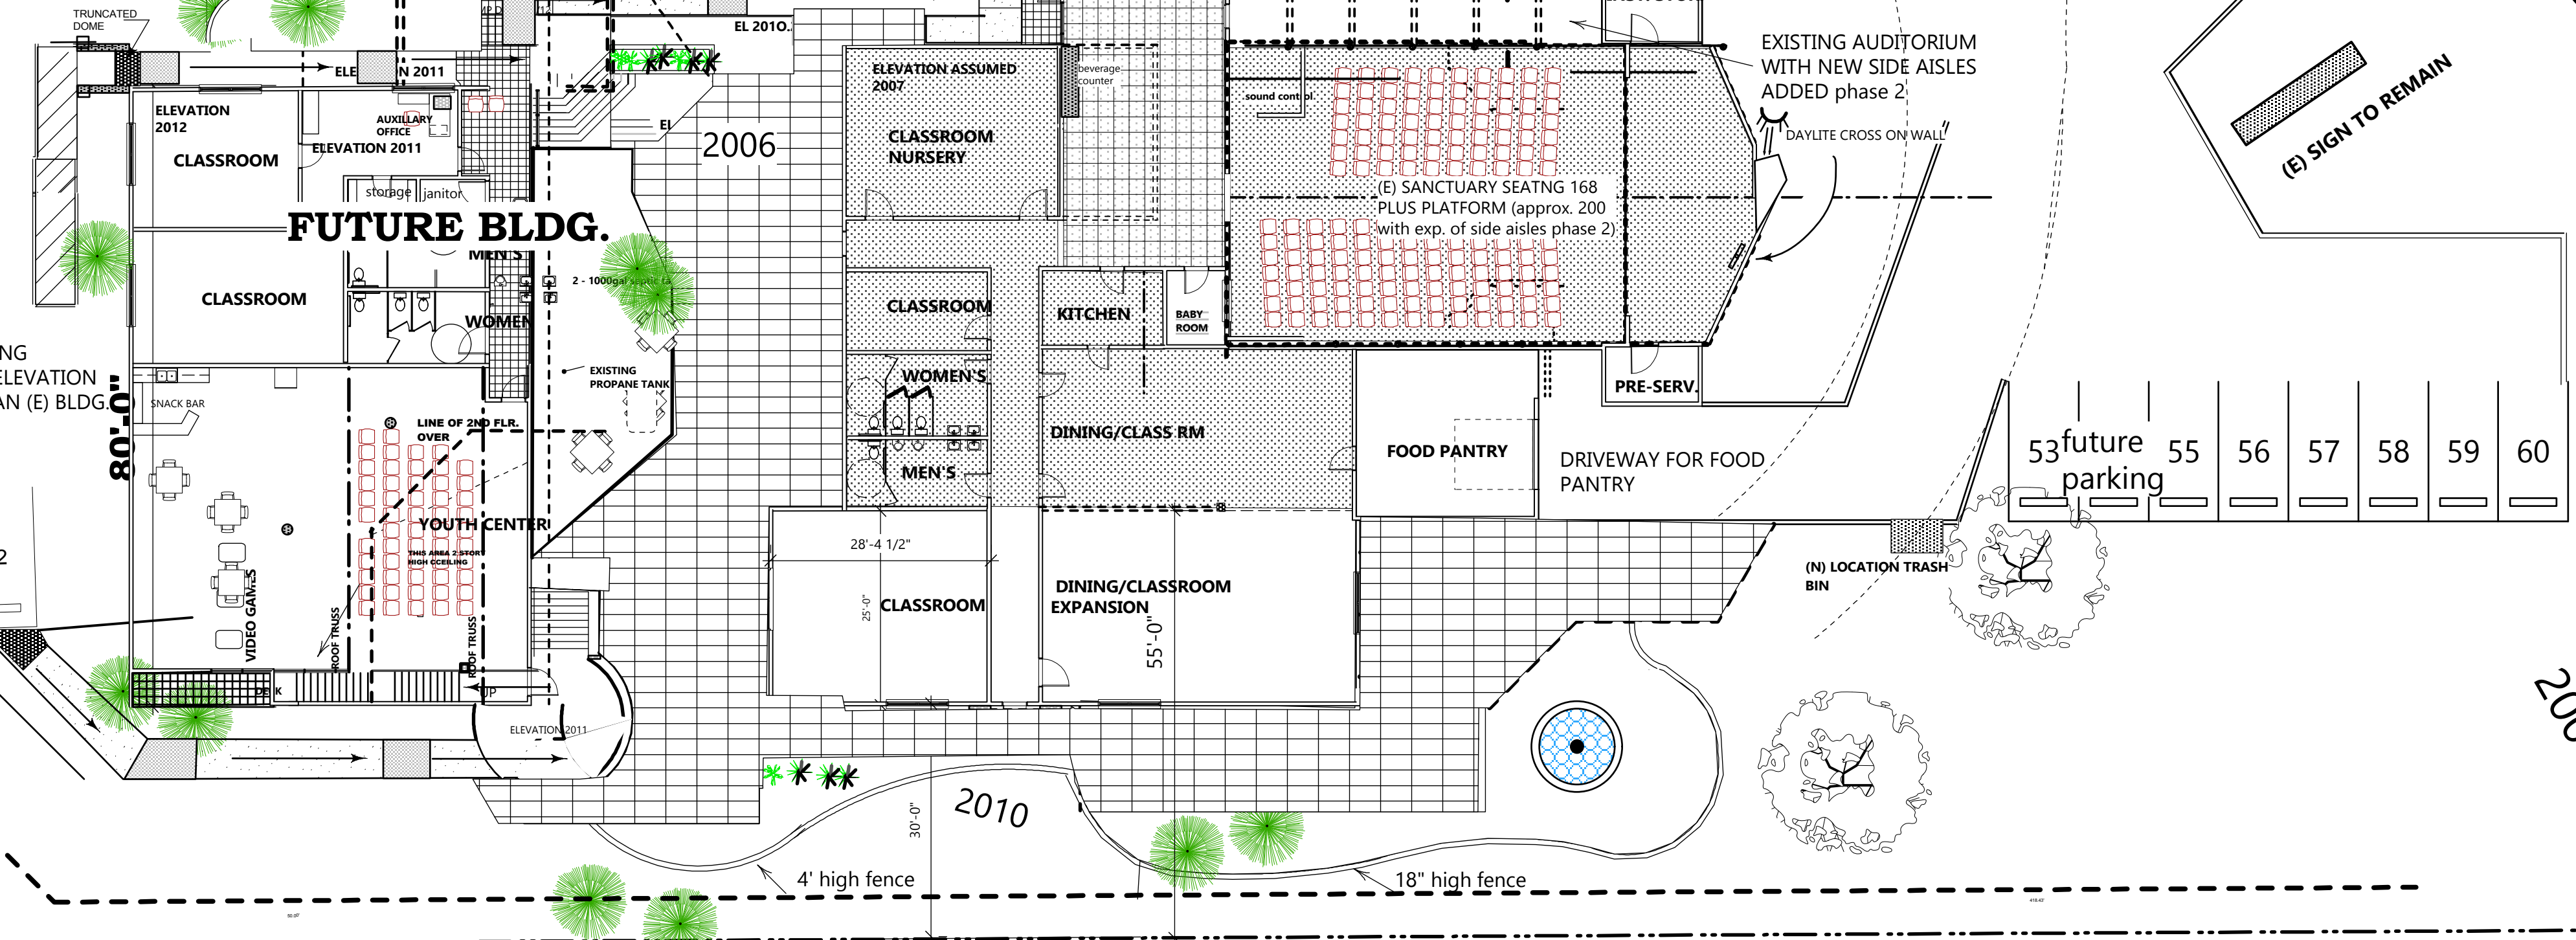 TRUNCATED
DOME
EL 2010.
ELEVATION 2012
CLASSROOM
AUXILLARY
OFFICE
ELEVATION 2011
storage
janitor
FUTURE BLDG.
MEN'S
CLASSROOM
WOMEN
2 - 1000gal septic ta
EXISTING
PROPANE TANK
NG
ELEVATION
AN (E) BLDG.
80'-0"
SNACK BAR
LINE OF 2ND FLR.
OVER
YOUTH CENTER
THIS AREA 2 STORY
HIGH CCEILING
VIDEO GAMES
ROOF TRUSS
ROOF TRUSS
UP
ELEVATION 2011
2006
ELEVATION ASSUMED
2007
CLASSROOM
NURSERY
beverage
counter
sound control
CLASSROOM
KITCHEN
BABY
ROOM
WOMEN'S
MEN'S
DINING/CLASS RM
28'-4 1/2"
25'-0"
CLASSROOM
DINING/CLASSROOM
EXPANSION
55'-0"
(E) SANCTUARY SEATNG 168
PLUS PLATFORM (approx. 200
with exp. of side aisles phase 2)
EXISTING AUDITORIUM
WITH NEW SIDE AISLES
ADDED phase 2
DAYLITE CROSS ON WALL
PRE-SERV.
FOOD PANTRY
DRIVEWAY FOR FOOD
PANTRY
(E) SIGN TO REMAIN
53 future parking 55 56 57 58 59 60
(N) LOCATION TRASH
BIN
2010
30'-0"
4' high fence
18" high fence